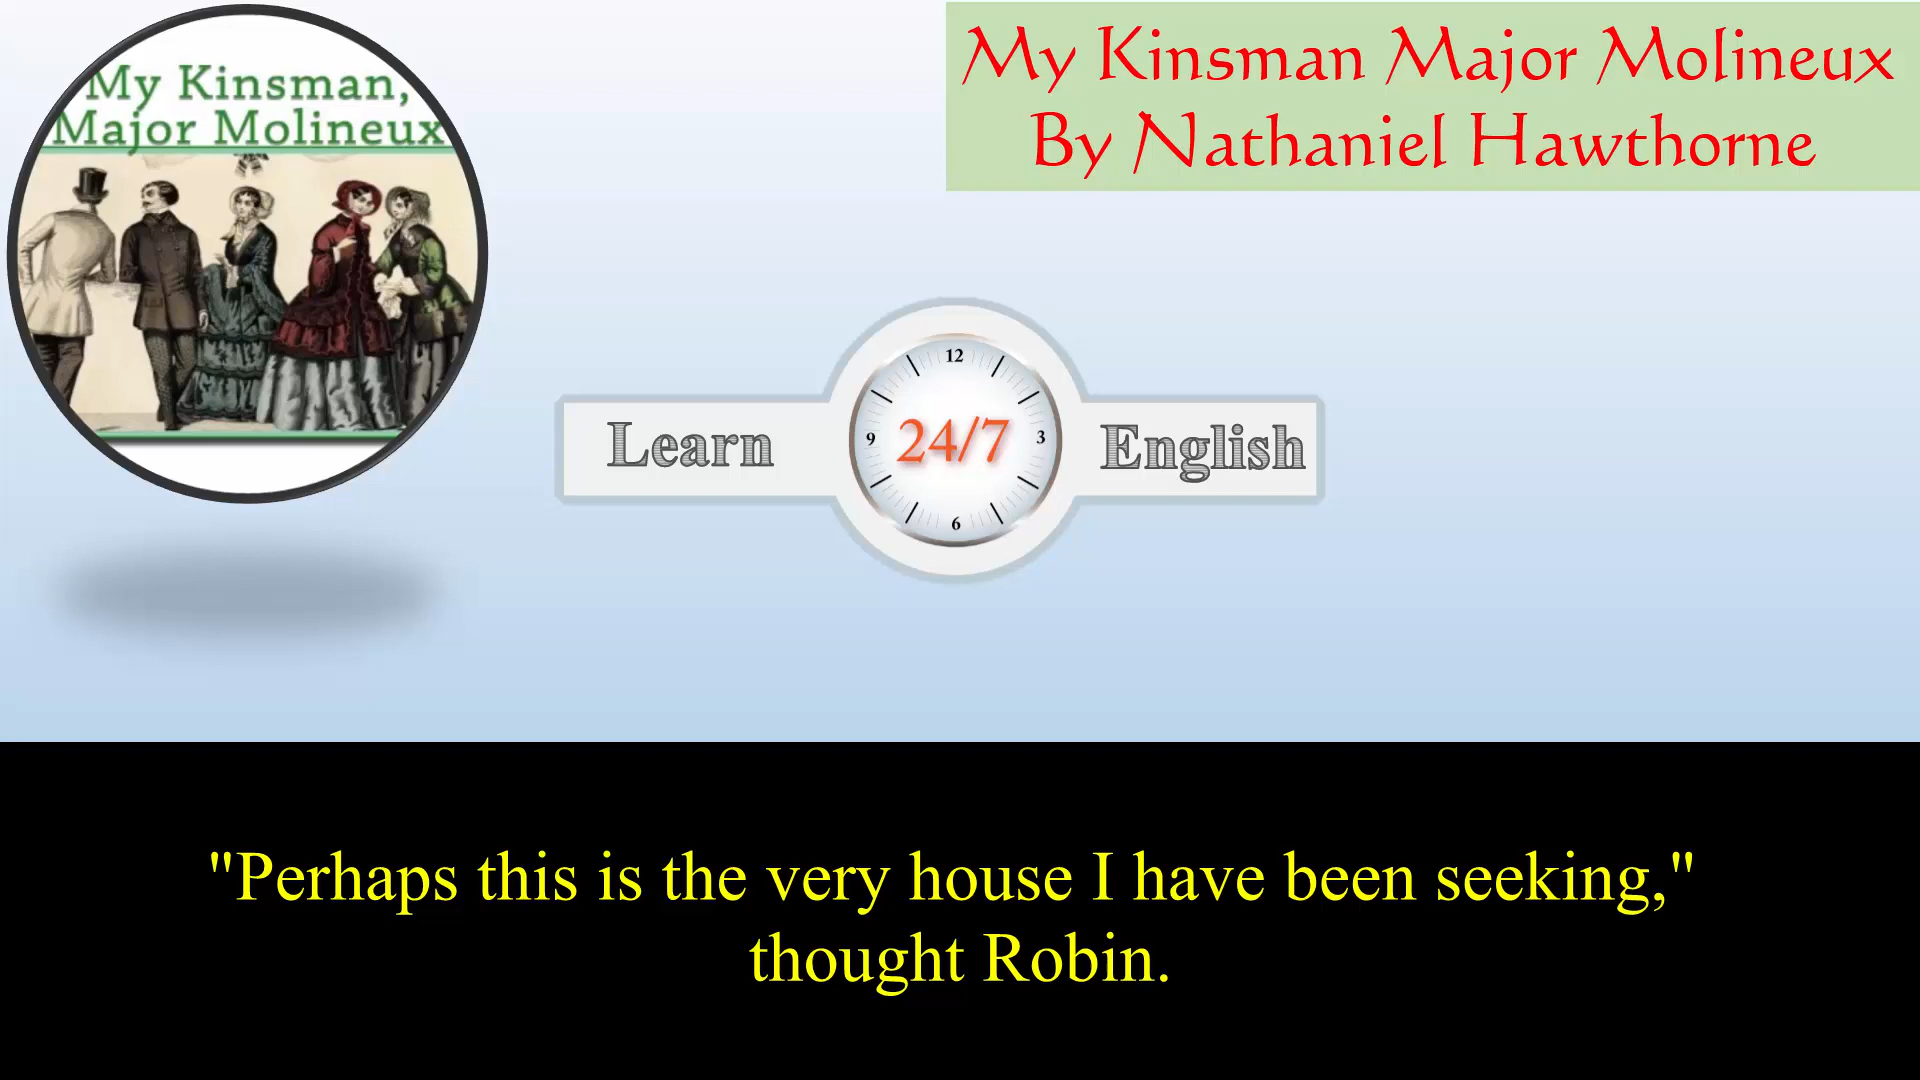 My Kinsman,
Major Molineux
My Kinsman Major Molineux
By Nathaniel Hawthorne
12
Learn
9
24/7
3
English
6
"Perhaps this is the very house I have been seeking,"
thought Robin.